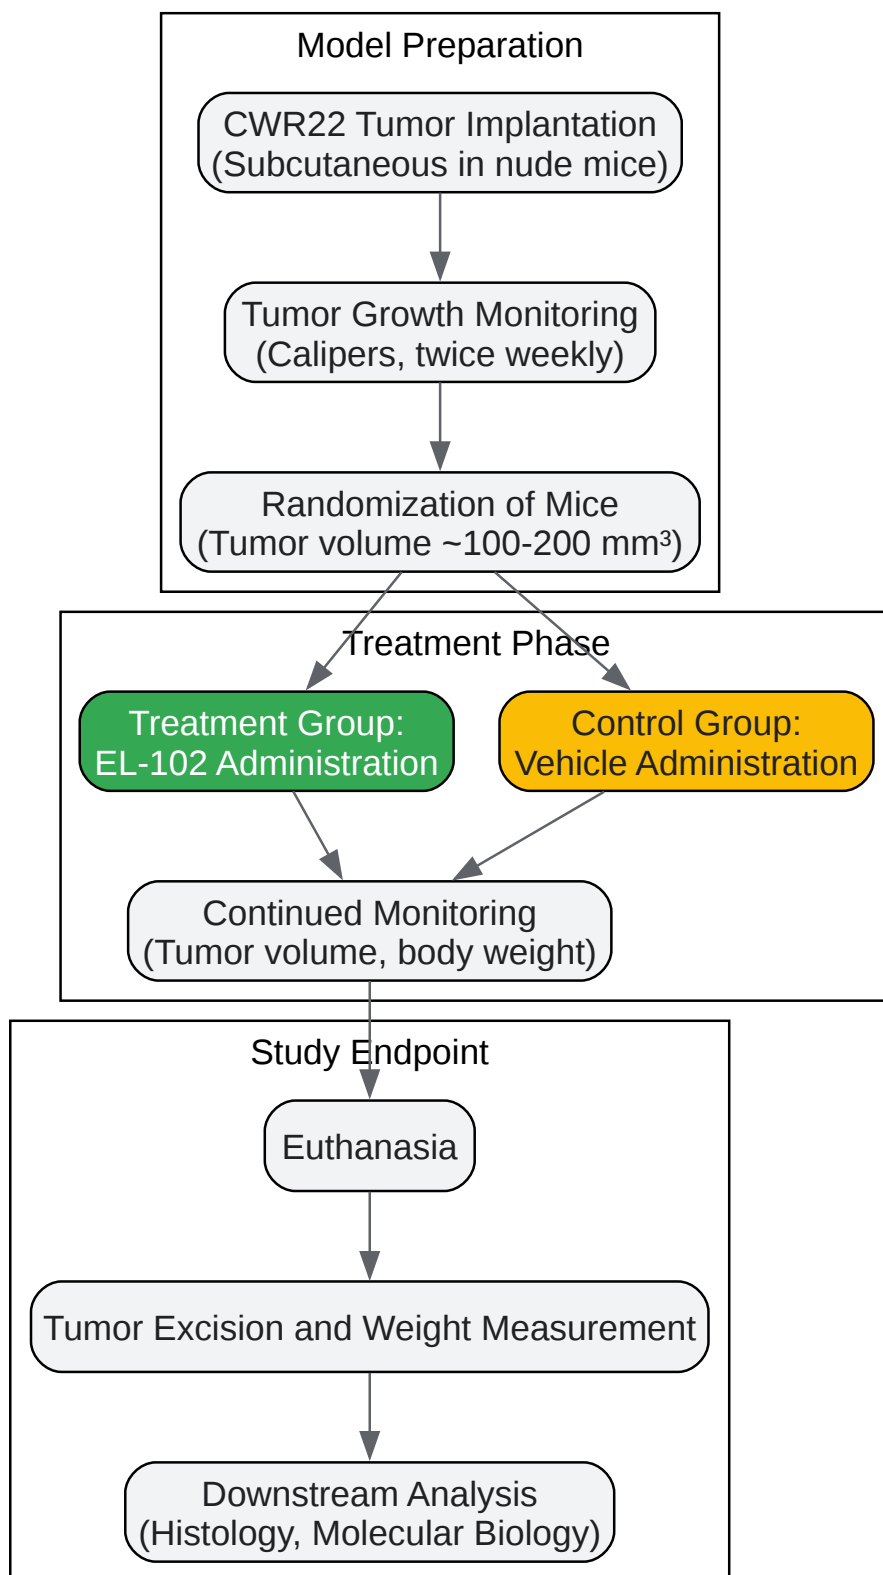 Model Preparation
CWR22 Tumor Implantation
(Subcutaneous in nude mice)
Tumor Growth Monitoring
(Calipers, twice weekly)
Randomization of Mice
(Tumor volume ~100-200 mm³)
Treatment Phase
Treatment Group:
EL-102 Administration
Control Group:
Vehicle Administration
Continued Monitoring
(Tumor volume, body weight)
Study Endpoint
Euthanasia
Tumor Excision and Weight Measurement
Downstream Analysis
(Histology, Molecular Biology)